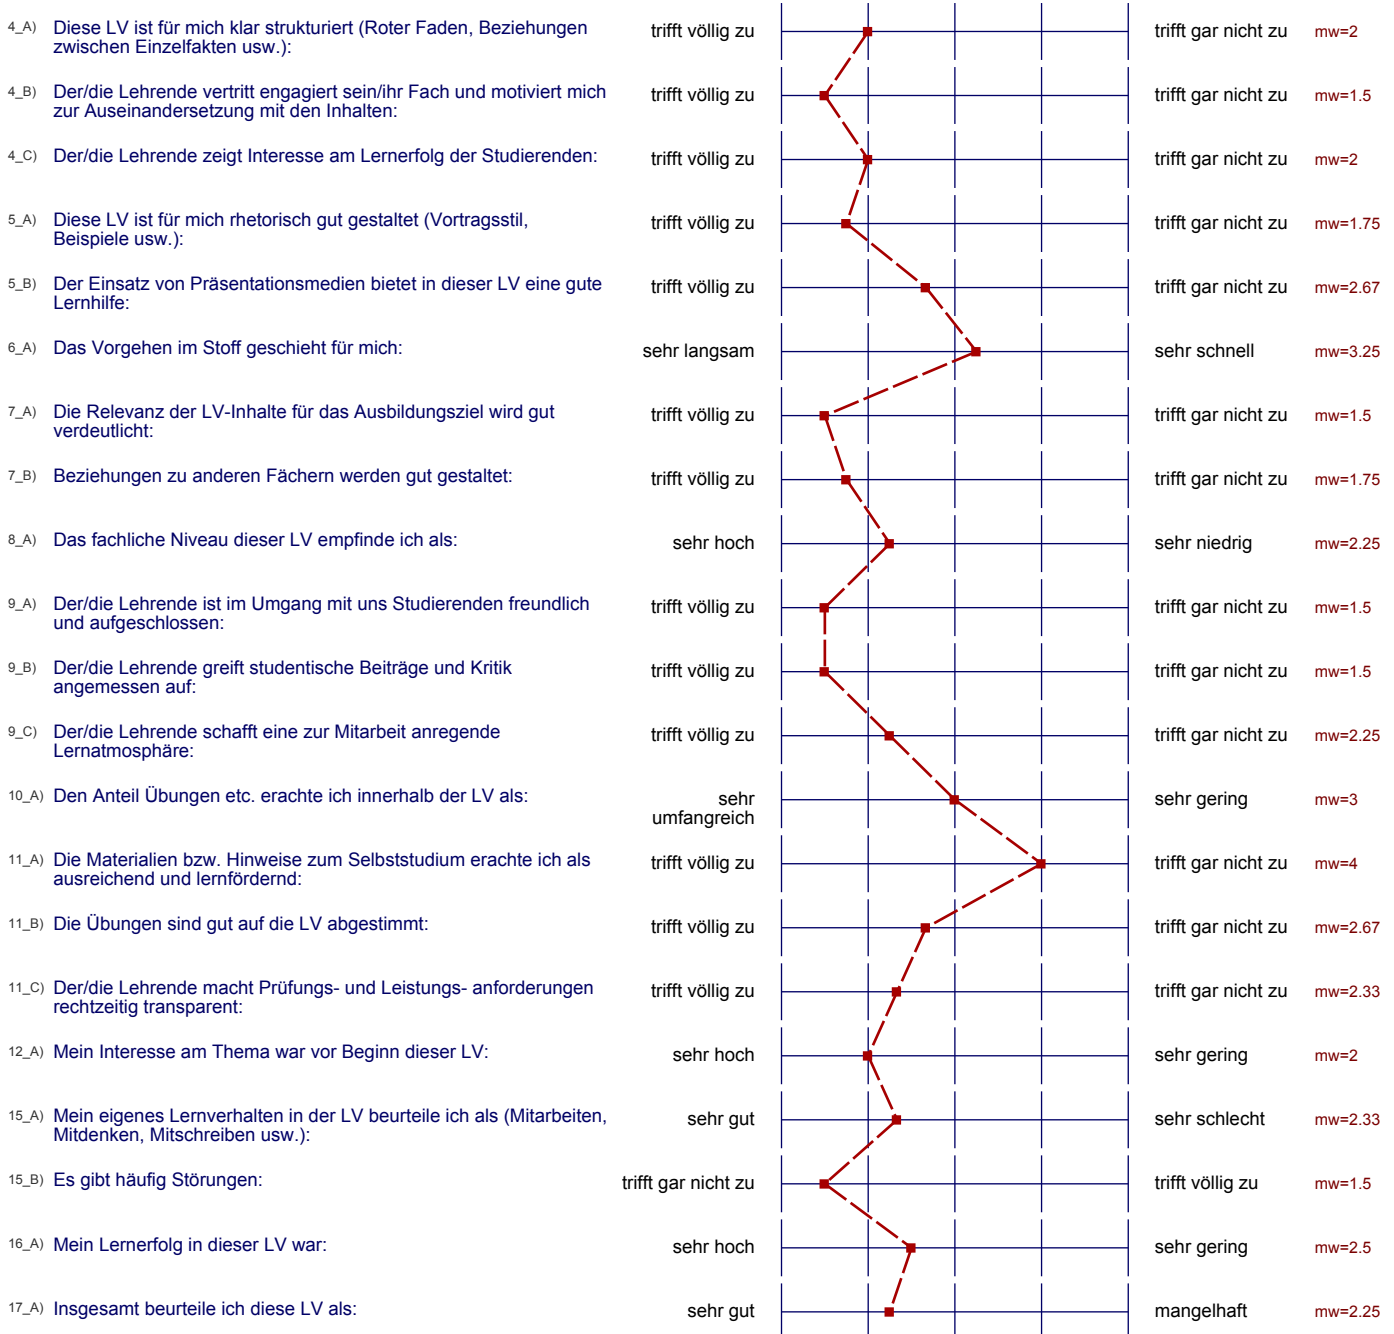 4_A) Diese LV ist für mich klar strukturiert (Roter Faden, Beziehungen
zwischen Einzelfakten usw.):
trifft völlig zu trifft gar nicht zu mw=2
4_B) Der/die Lehrende vertritt engagiert sein/ihr Fach und motiviert mich
zur Auseinandersetzung mit den Inhalten:
trifft völlig zu trifft gar nicht zu mw=1.5
4_C) Der/die Lehrende zeigt Interesse am Lernerfolg der Studierenden: trifft völlig zu trifft gar nicht zu mw=2
5_A) Diese LV ist für mich rhetorisch gut gestaltet (Vortragsstil,
Beispiele usw.):
trifft völlig zu trifft gar nicht zu mw=1.75
5_B) Der Einsatz von Präsentationsmedien bietet in dieser LV eine gute
Lernhilfe:
trifft völlig zu trifft gar nicht zu mw=2.67
6_A) Das Vorgehen im Stoff geschieht für mich: sehr langsam sehr schnell mw=3.25
7_A) Die Relevanz der LV-Inhalte für das Ausbildungsziel wird gut
verdeutlicht:
trifft völlig zu trifft gar nicht zu mw=1.5
7_B) Beziehungen zu anderen Fächern werden gut gestaltet: trifft völlig zu trifft gar nicht zu mw=1.75
8_A) Das fachliche Niveau dieser LV empfinde ich als: sehr hoch sehr niedrig mw=2.25
9_A) Der/die Lehrende ist im Umgang mit uns Studierenden freundlich
und aufgeschlossen:
trifft völlig zu trifft gar nicht zu mw=1.5
9_B) Der/die Lehrende greift studentische Beiträge und Kritik
angemessen auf:
trifft völlig zu trifft gar nicht zu mw=1.5
9_C) Der/die Lehrende schafft eine zur Mitarbeit anregende
Lernatmosphäre:
trifft völlig zu trifft gar nicht zu mw=2.25
10_A) Den Anteil Übungen etc. erachte ich innerhalb der LV als: sehr
umfangreich
sehr gering mw=3
11_A) Die Materialien bzw. Hinweise zum Selbststudium erachte ich als
ausreichend und lernfördernd:
trifft völlig zu trifft gar nicht zu mw=4
11_B) Die Übungen sind gut auf die LV abgestimmt: trifft völlig zu trifft gar nicht zu mw=2.67
11_C) Der/die Lehrende macht Prüfungs- und Leistungs- anforderungen
rechtzeitig transparent:
trifft völlig zu trifft gar nicht zu mw=2.33
12_A) Mein Interesse am Thema war vor Beginn dieser LV: sehr hoch sehr gering mw=2
15_A) Mein eigenes Lernverhalten in der LV beurteile ich als (Mitarbeiten,
Mitdenken, Mitschreiben usw.):
sehr gut sehr schlecht mw=2.33
15_B) Es gibt häufig Störungen: trifft gar nicht zu trifft völlig zu mw=1.5
16_A) Mein Lernerfolg in dieser LV war: sehr hoch sehr gering mw=2.5
17_A) Insgesamt beurteile ich diese LV als: sehr gut mangelhaft mw=2.25